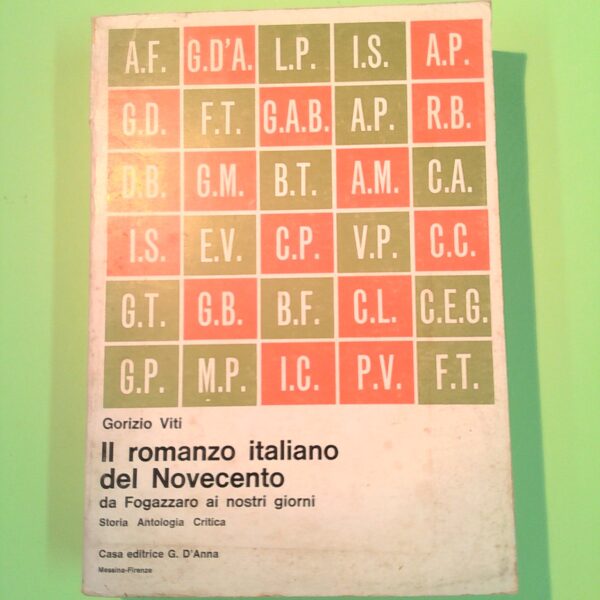 A.F. G.D'A. L.P. I.S. A.P.
G.D. F.T. G.A.B. A.P. R.B.
D.B. G.M. B.T. A.M. C.A.
I.S. E.V. C.P. V.P. C.C.
G.T. G.B. B.F. C.L. C.E.G.
G.P. M.P. I.C. P.V. F.T.
Gorizio Viti
Il romanzo italiano
del Novecento
da Fogazzaro ai nostri giorni
Storia Antologia Critica
Casa editrice G. D'Anna
Messina-Firenze